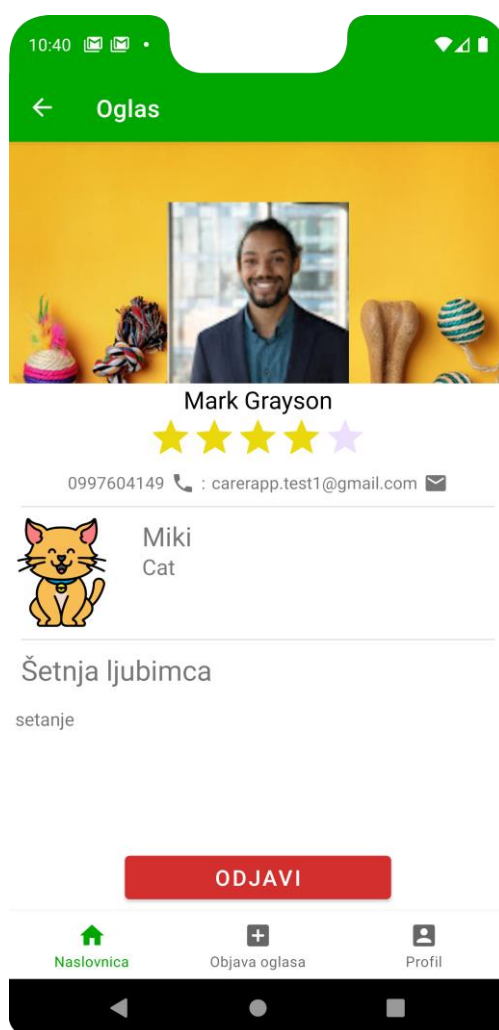 10:40
Oglas
Mark Grayson
0997604149 : carerapp.test1@gmail.com
Miki
Cat
Šetnja ljubimca
setanje
ODJAVI
Naslovnica Objava oglasa Profil